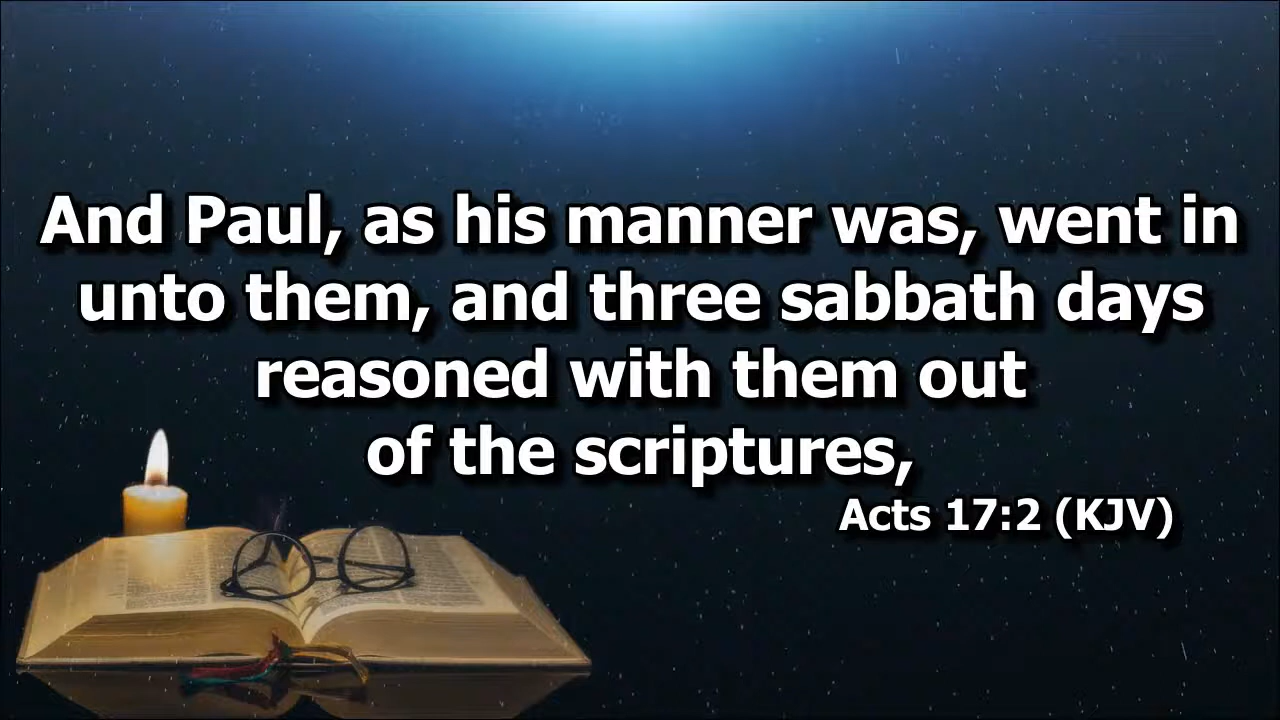 And Paul, as his manner was, went in
unto them, and three sabbath days
reasoned with them out
of the scriptures,
Acts 17:2 (KJV)